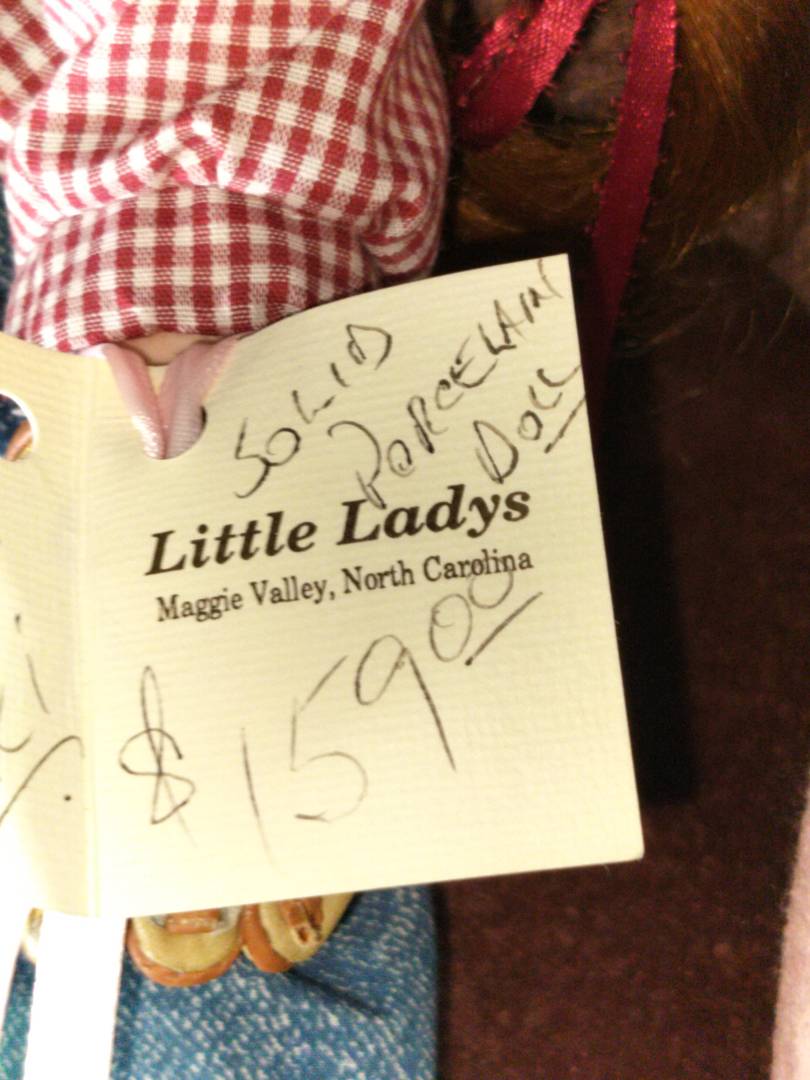 SOLID
PORCELAIN
DOLL
Little Ladys
Maggie Valley, North Carolina
$159.00